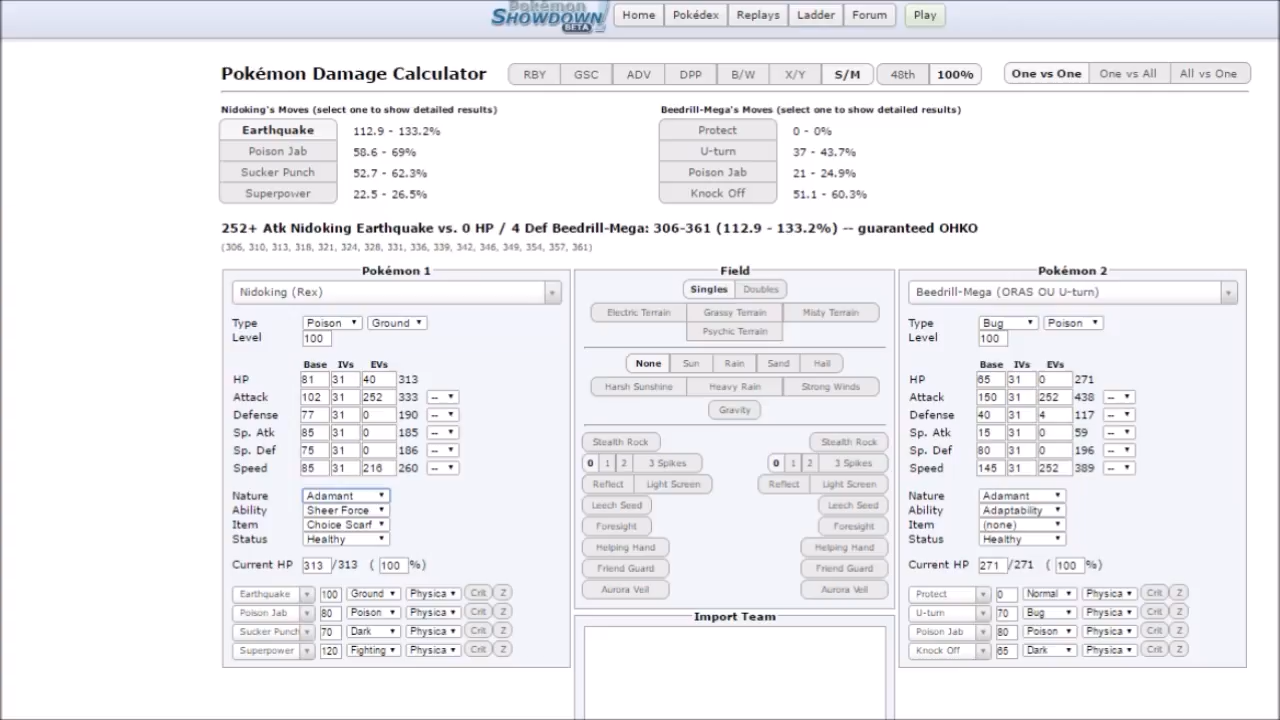 Pokémon
SHOWDOWN!
BETA
Home Pokédex Replays Ladder Forum Play
Pokémon Damage Calculator RBY GSC ADV DPP B/W X/Y S/M 48th 100% One vs One One vs All All vs One
Nidoking's Moves (select one to show detailed results) Beedrill-Mega's Moves (select one to show detailed results)
Earthquake 112.9 - 133.2% Protect 0 - 0%
Poison Jab 58.6 - 69% U-turn 37 - 43.7%
Sucker Punch 52.7 - 62.3% Poison Jab 21 - 24.9%
Superpower 22.5 - 26.5% Knock Off 51.1 - 60.3%
252+ Atk Nidoking Earthquake vs. 0 HP / 4 Def Beedrill-Mega: 306-361 (112.9 - 133.2%) -- guaranteed OHKO
(306, 310, 313, 318, 321, 324, 328, 331, 336, 339, 342, 346, 349, 354, 357, 361)
Pokémon 1 Field Pokémon 2
Nidoking (Rex) Singles Doubles Beedrill-Mega (ORAS OU U-turn)
Electric Terrain Grassy Terrain Misty Terrain
Type Poison Ground Psychic Terrain Type Bug Poison
Level 100 Level 100
Base IVs EVs None Sun Rain Sand Hail Base IVs EVs
HP 81 31 40 313 Harsh Sunshine Heavy Rain Strong Winds HP 65 31 0 271
Attack 102 31 252 333 -- Attack 150 31 252 438 --
Defense 77 31 0 190 -- Gravity Defense 40 31 4 117 --
Sp. Atk 85 31 0 185 -- Sp. Atk 15 31 0 59 --
Sp. Def 75 31 0 186 -- Stealth Rock Stealth Rock Sp. Def 80 31 0 196 --
Speed 85 31 216 260 -- 0 1 2 3 Spikes 0 1 2 3 Spikes Speed 145 31 252 389 --
Reflect Light Screen Reflect Light Screen
Nature Adamant Leech Seed Leech Seed Nature Adamant
Ability Sheer Force Ability Adaptability
Item Choice Scarf Foresight Foresight Item (none)
Status Healthy Helping Hand Helping Hand Status Healthy
Current HP 313/313 ( 100 %) Friend Guard Friend Guard Current HP 271/271 ( 100 %)
Aurora Veil Aurora Veil
Earthquake 100 Ground Physica Crit Z Protect 0 Normal Physica Crit Z
Poison Jab 80 Poison Physica Crit Z Import Team U-turn 70 Bug Physica Crit Z
Sucker Punch 70 Dark Physica Crit Z Poison Jab 80 Poison Physica Crit Z
Superpower 120 Fighting Physica Crit Z Knock Off 65 Dark Physica Crit Z